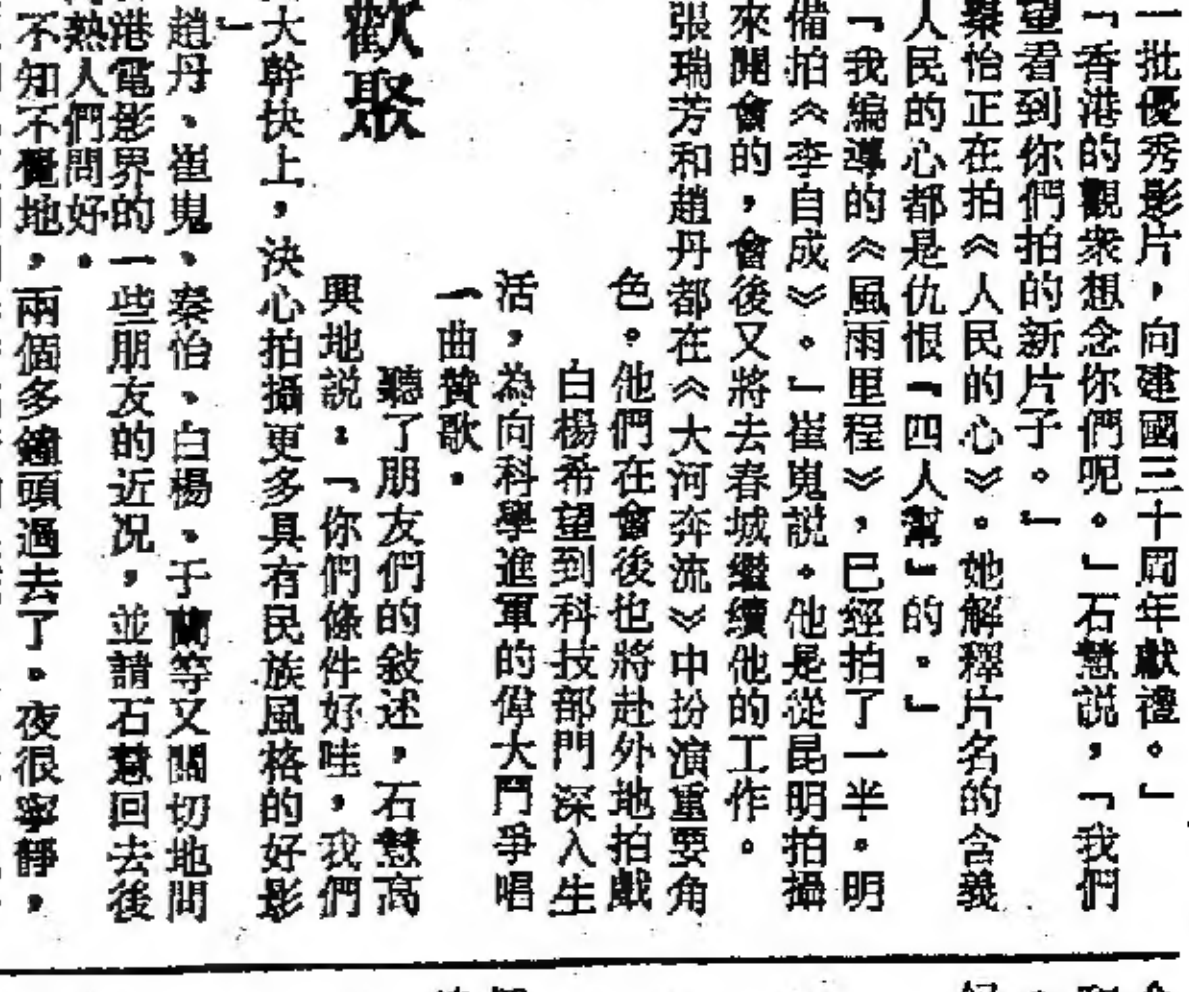 一批優秀影片，向建國三十周年獻禮。」
「香港的觀衆想念你們呢。」石慧說，「我們
望看到你們拍的新片子。」
秦怡正在拍《人民的心》。她解釋片名的含義
人民的心都是仇恨「四人幫」的。」
「我編導的《風雨里程》，已經拍了一半。明
備拍《李自成》。」崔嵬說。他是從昆明拍攝
來開會的，會後又將去春城繼續他的工作。
張瑞芳和趙丹都在《大河奔流》中扮演重要角
色。他們在會後也將赴外地拍戲
白楊希望到科技部門深入生
活，為向科學進軍的偉大鬥爭唱
一曲贊歌。
聽了朋友們的敍述，石慧高
興地説：「你們條件好哇，我們
歡聚
大幹快上，決心拍攝更多具有民族風格的好影
」
趙丹、崔嵬、秦怡、白楊、于蘭等又關切地問
港電影界的一些朋友的近況，並請石慧回去後
熟人們問好。
不知不覺地，兩個多鐘頭過去了。夜很寧靜，